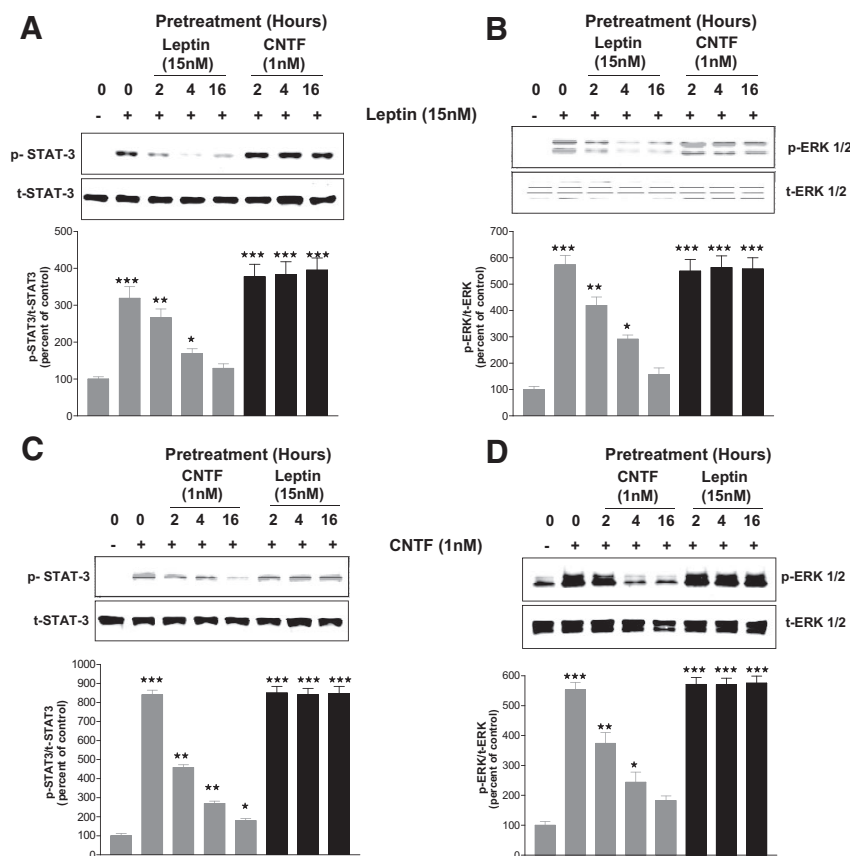 A
Pretreatment (Hours)
Leptin
(15nM)
CNTF
(1nM)
0 0 2 4 16 2 4 16
- + + + + + + +
Leptin (15nM)
p- STAT-3
t-STAT-3
500
400
300
200
100
0
p-STAT3/t-STAT3
(percent of control)
*** ** * *** *** ***
B
Pretreatment (Hours)
Leptin
(15nM)
CNTF
(1nM)
0 0 2 4 16 2 4 16
- + + + + + + +
p-ERK 1/2
t-ERK 1/2
700
600
500
400
300
200
100
0
p-ERK/t-ERK
(percent of control)
*** ** * *** *** ***
C
Pretreatment (Hours)
CNTF
(1nM)
Leptin
(15nM)
0 0 2 4 16 2 4 16
- + + + + + + +
CNTF (1nM)
p- STAT-3
t-STAT-3
1000
900
800
700
600
500
400
300
200
100
0
p-STAT3/t-STAT3
(percent of control)
*** ** ** * *** *** ***
D
Pretreatment (Hours)
CNTF
(1nM)
Leptin
(15nM)
0 0 2 4 16 2 4 16
- + + + + + + +
p-ERK 1/2
t-ERK 1/2
600
500
400
300
200
100
0
p-ERK/t-ERK
(percent of control)
*** ** * *** *** ***